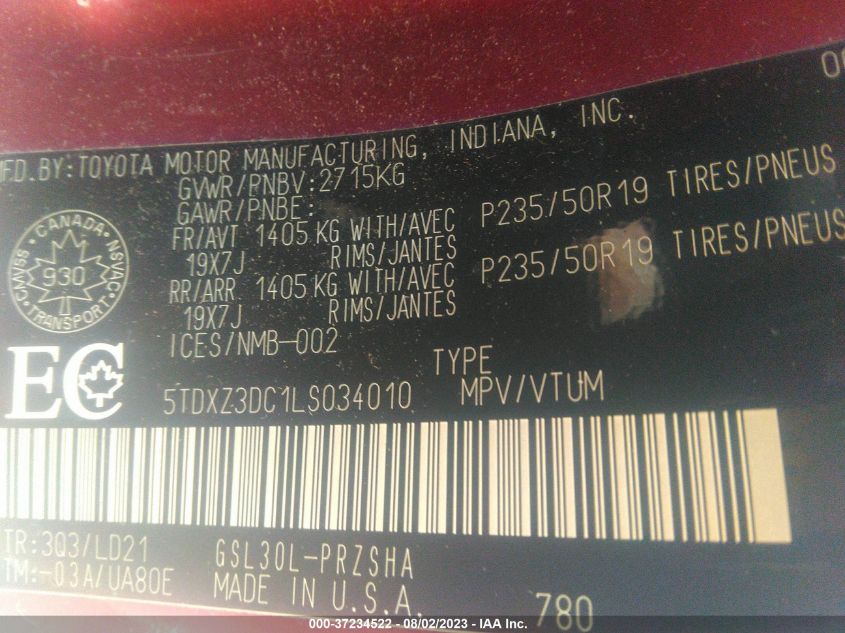 00
MFD.BY:TOYOTA MOTOR MANUFACTURING, INDIANA, INC.
GVWR/PNBV:2715KG
GAWR/PNBE:
FR/AVT 1405 KG WITH/AVEC P235/50R19 TIRES/PNEUS
19X7J RIMS/JANTES
RR/ARR 1405 KG WITH/AVEC P235/50R19 TIRES/PNEUS
19X7J RIMS/JANTES
ICES/NMB-002
CANADA
CMVSS NSVAC
930
TRANSPORT
EC
TYPE
5TDXZ3DC1LS034010 MPV/VTUM
TR:3Q3/LD21 GSL30L-PRZSHA
TM:-03A/UA80E MADE IN U.S.A.
780
000-37234522 - 08/02/2023 - IAA Inc.